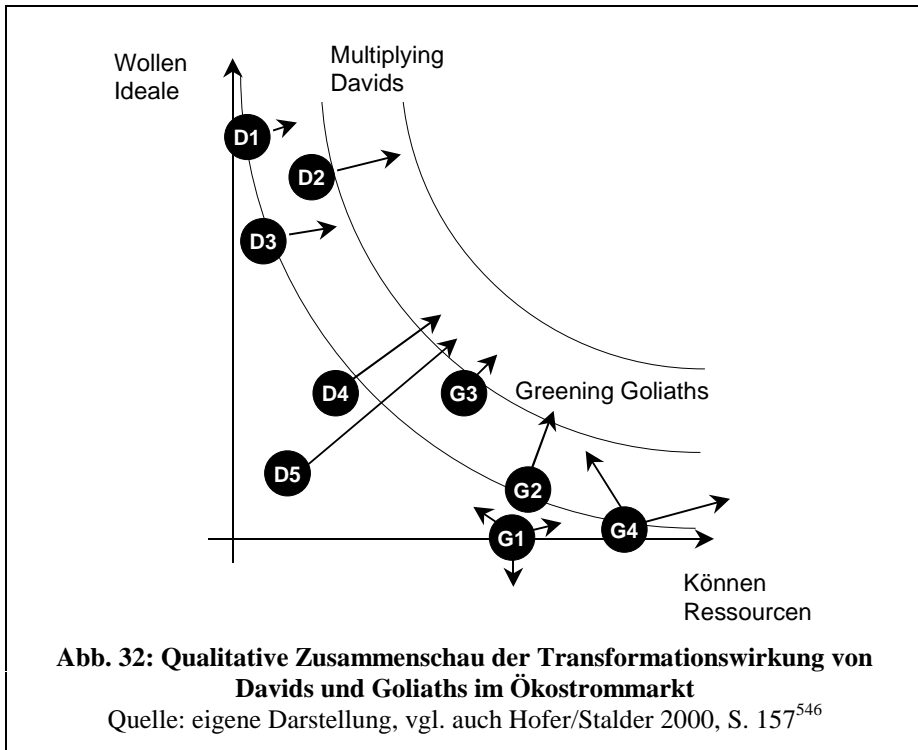 Wollen
Ideale
Multiplying
Davids
D1
D2
D3
D4
G3
Greening Goliaths
D5
G2
G1
G4
Können
Ressourcen
Abb. 32: Qualitative Zusammenschau der Transformationswirkung von
Davids und Goliaths im Ökostrommarkt
Quelle: eigene Darstellung, vgl. auch Hofer/Stalder 2000, S. 157⁵⁴⁶